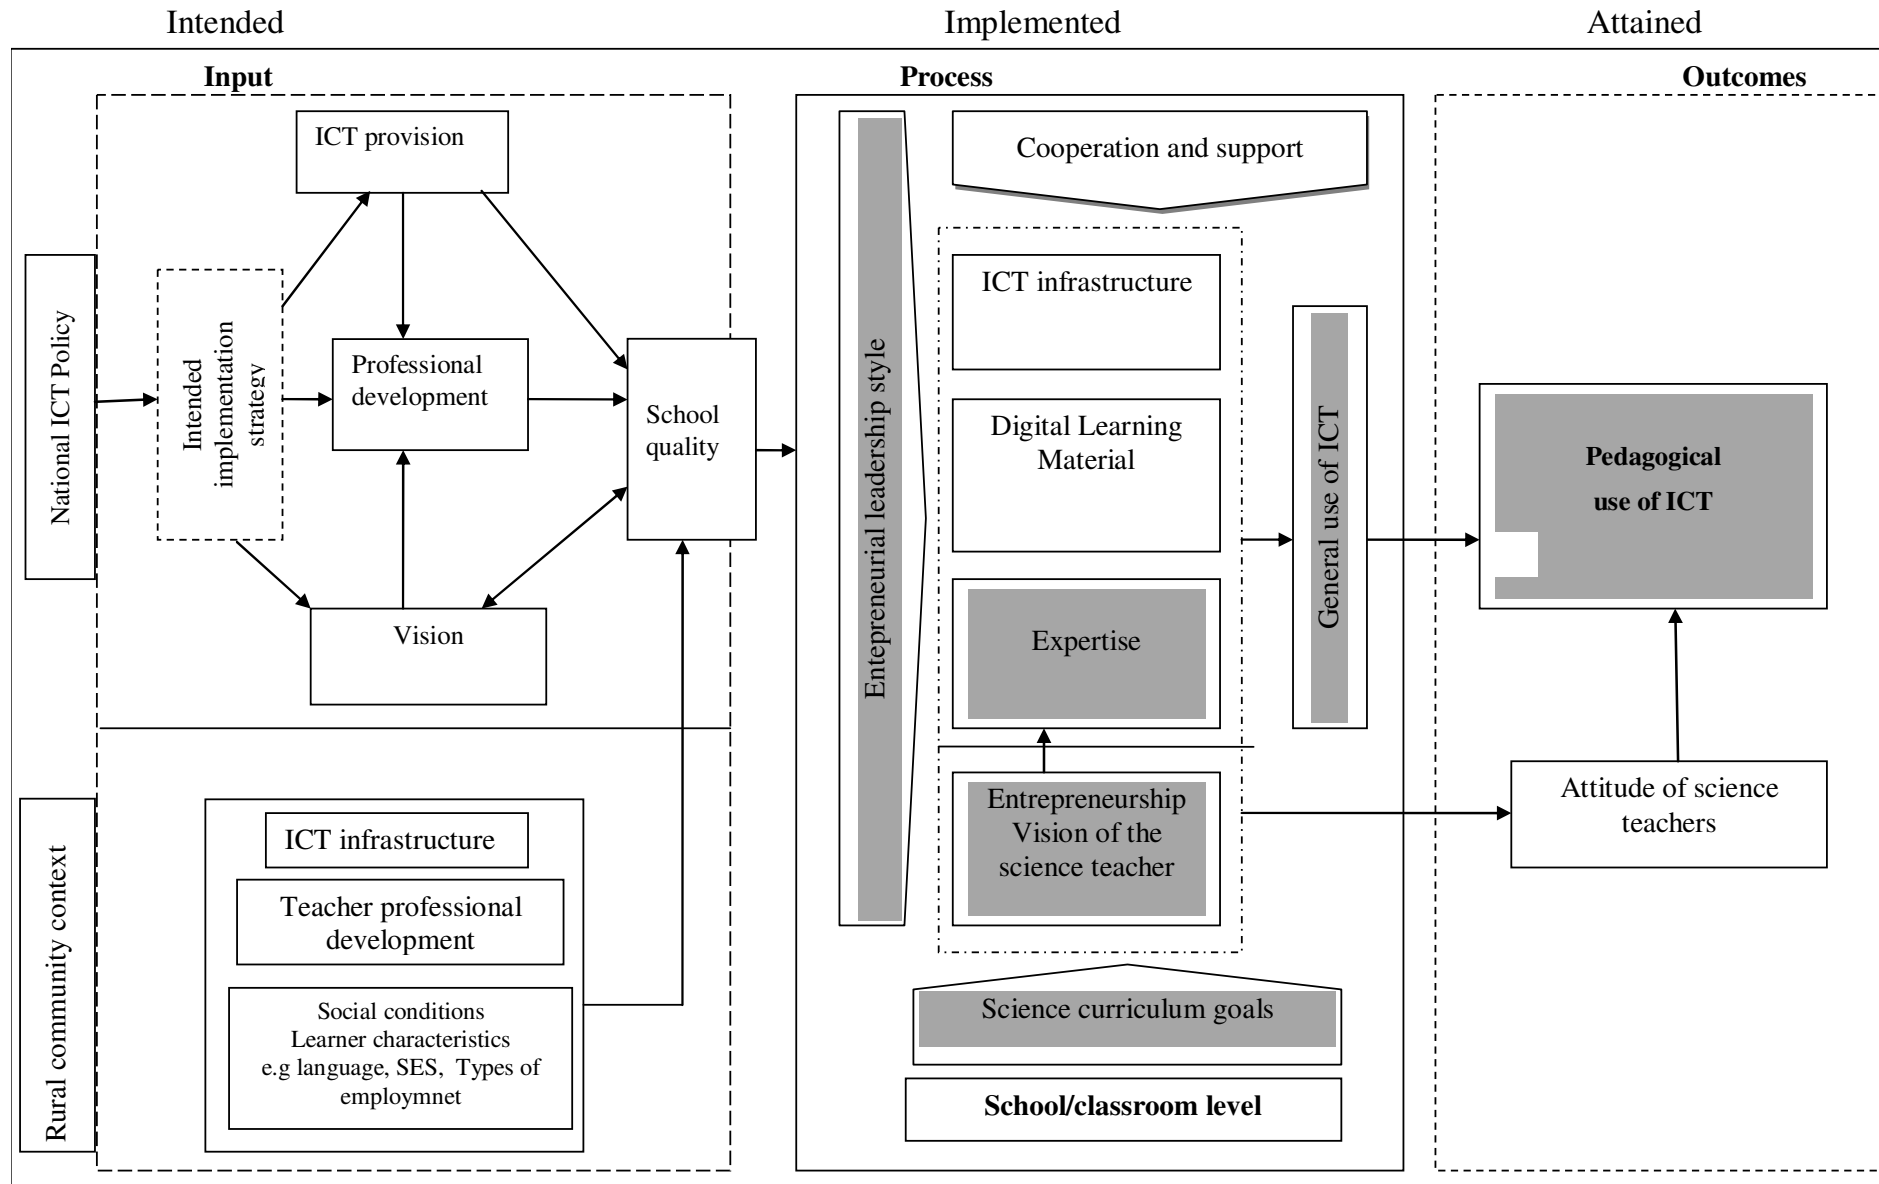 Intended
Implemented
Attained
Input
Process
Outcomes
National ICT Policy
Intended
implementation
strategy
ICT provision
Professional
development
School
quality
Vision
Rural community context
ICT infrastructure
Teacher professional
development
Social conditions
Learner characteristics
e.g language, SES, Types of
employmnet
Entepreneurial leadership style
Cooperation and support
ICT infrastructure
Digital Learning
Material
Expertise
Entrepreneurship
Vision of the
science teacher
Science curriculum goals
School/classroom level
General use of ICT
Pedagogical
use of ICT
Attitude of science
teachers